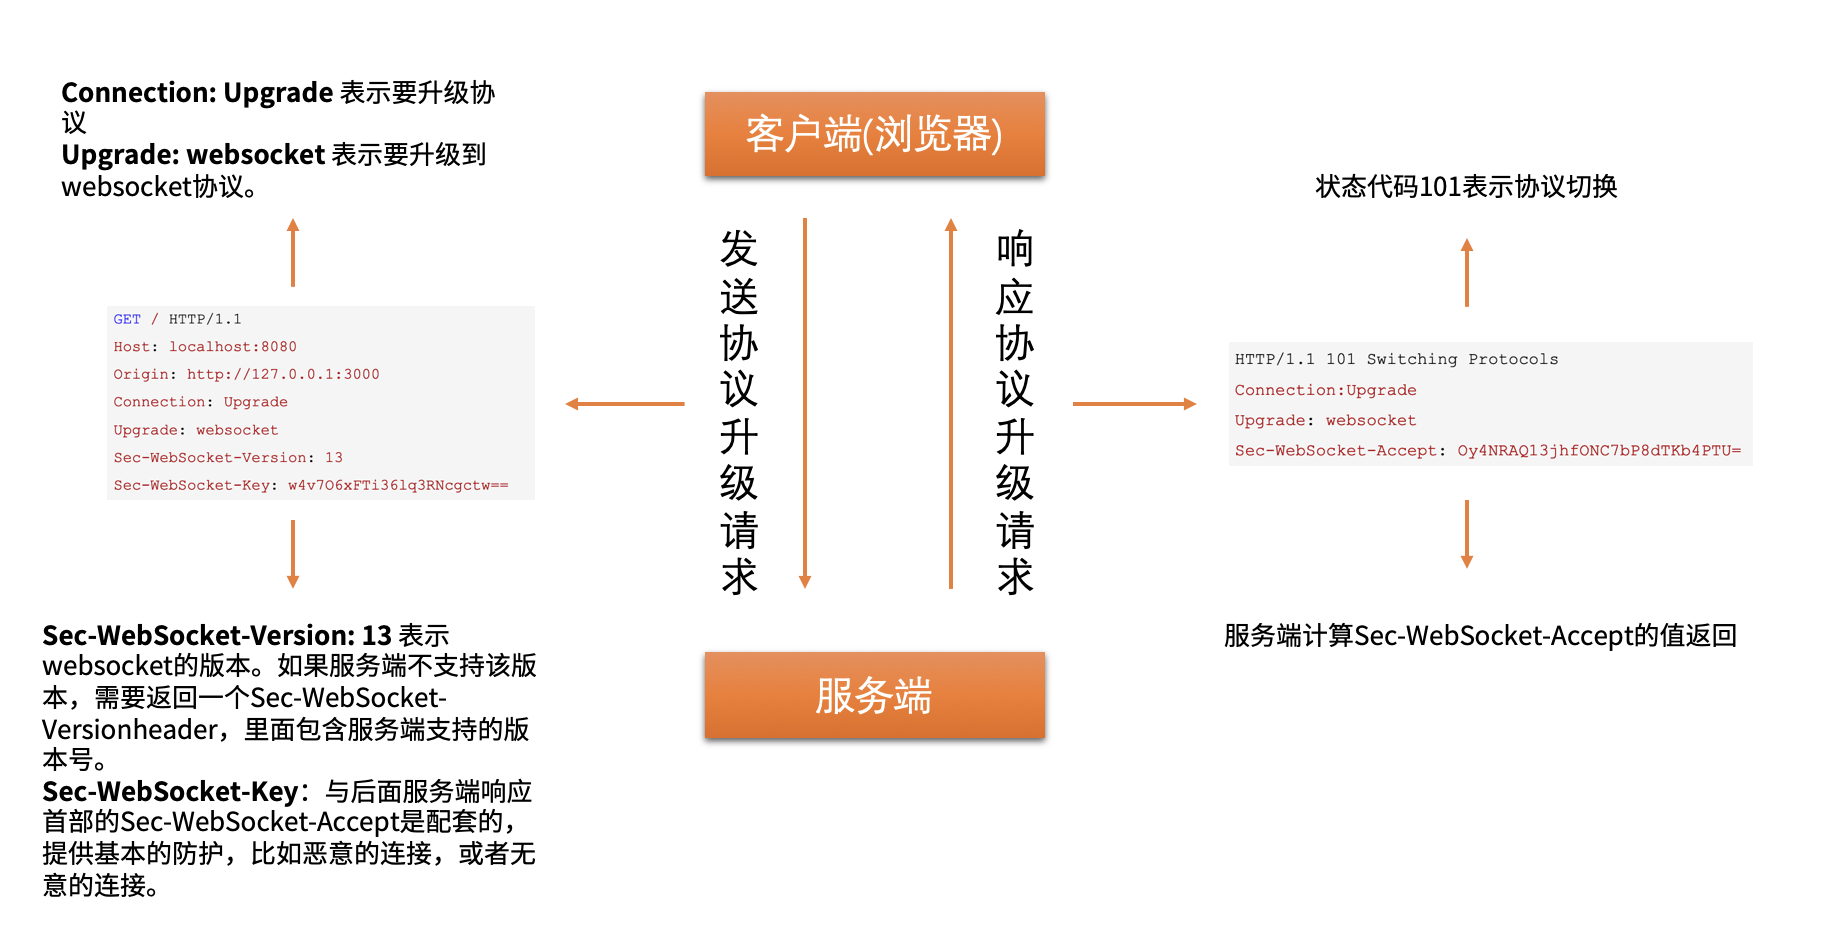 Connection: Upgrade 表示要升级协
议
Upgrade: websocket 表示要升级到
websocket协议。
GET / HTTP/1.1
Host: localhost:8080
Origin: http://127.0.0.1:3000
Connection: Upgrade
Upgrade: websocket
Sec-WebSocket-Version: 13
Sec-WebSocket-Key: w4v7O6xFTi36lq3RNcgctw==
Sec-WebSocket-Version: 13 表示
websocket的版本。如果服务端不支持该版
本，需要返回一个Sec-WebSocket-
Versionheader，里面包含服务端支持的版
本号。
Sec-WebSocket-Key：与后面服务端响应
首部的Sec-WebSocket-Accept是配套的，
提供基本的防护，比如恶意的连接，或者无
意的连接。
客户端(浏览器)
发送协议升级请求
响应协议升级请求
服务端
状态代码101表示协议切换
HTTP/1.1 101 Switching Protocols
Connection:Upgrade
Upgrade: websocket
Sec-WebSocket-Accept: Oy4NRAQ13jhfONC7bP8dTKb4PTU=
服务端计算Sec-WebSocket-Accept的值返回